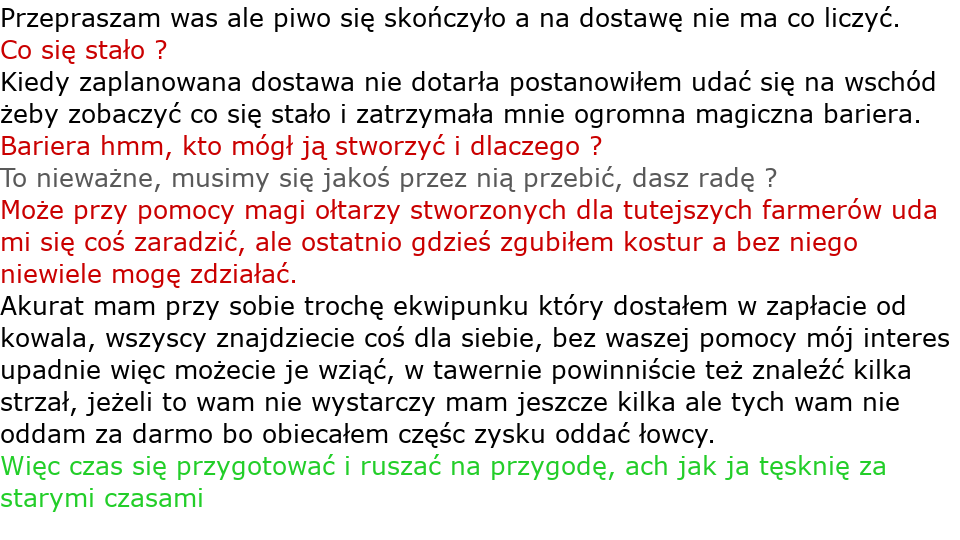 Przepraszam was ale piwo się skończyło a na dostawę nie ma co liczyć.
Co się stało ?
Kiedy zaplanowana dostawa nie dotarła postanowiłem udać się na wschód
żeby zobaczyć co się stało i zatrzymała mnie ogromna magiczna bariera.
Bariera hmm, kto mógł ją stworzyć i dlaczego ?
To nieważne, musimy się jakoś przez nią przebić, dasz radę ?
Może przy pomocy magi ołtarzy stworzonych dla tutejszych farmerów uda
mi się coś zaradzić, ale ostatnio gdzieś zgubiłem kostur a bez niego
niewiele mogę zdziałać.
Akurat mam przy sobie trochę ekwipunku który dostałem w zapłacie od
kowala, wszyscy znajdziecie coś dla siebie, bez waszej pomocy mój interes
upadnie więc możecie je wziąć, w tawernie powinniście też znaleźć kilka
strzał, jeżeli to wam nie wystarczy mam jeszcze kilka ale tych wam nie
oddam za darmo bo obiecałem częśc zysku oddać łowcy.
Więc czas się przygotować i ruszać na przygodę, ach jak ja tęsknię za
starymi czasami